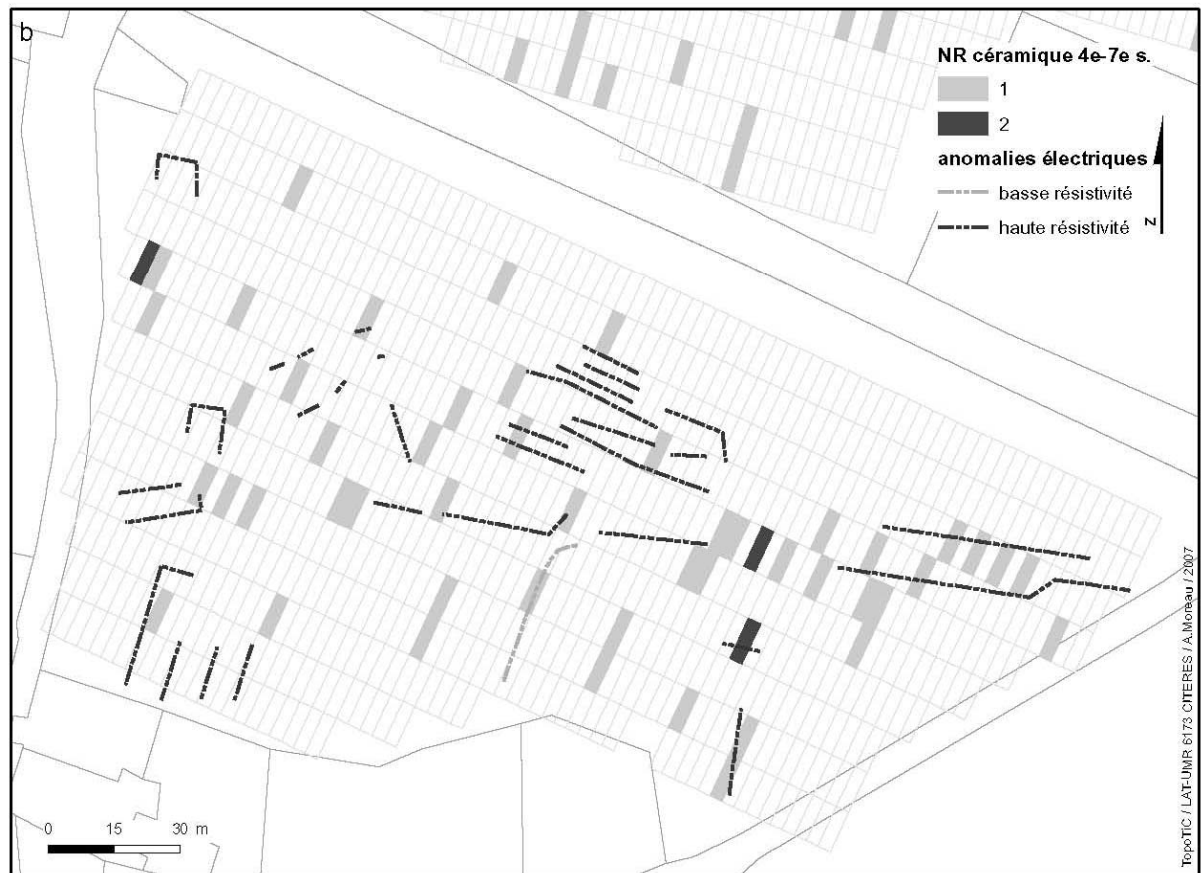 b
NR céramique 4e-7e s.
1
2
anomalies électriques
basse résistivité
haute résistivité
N
0 15 30 m
TopoTiC / LAT-UMR 6173 CITERES / A.Moreau / 2007